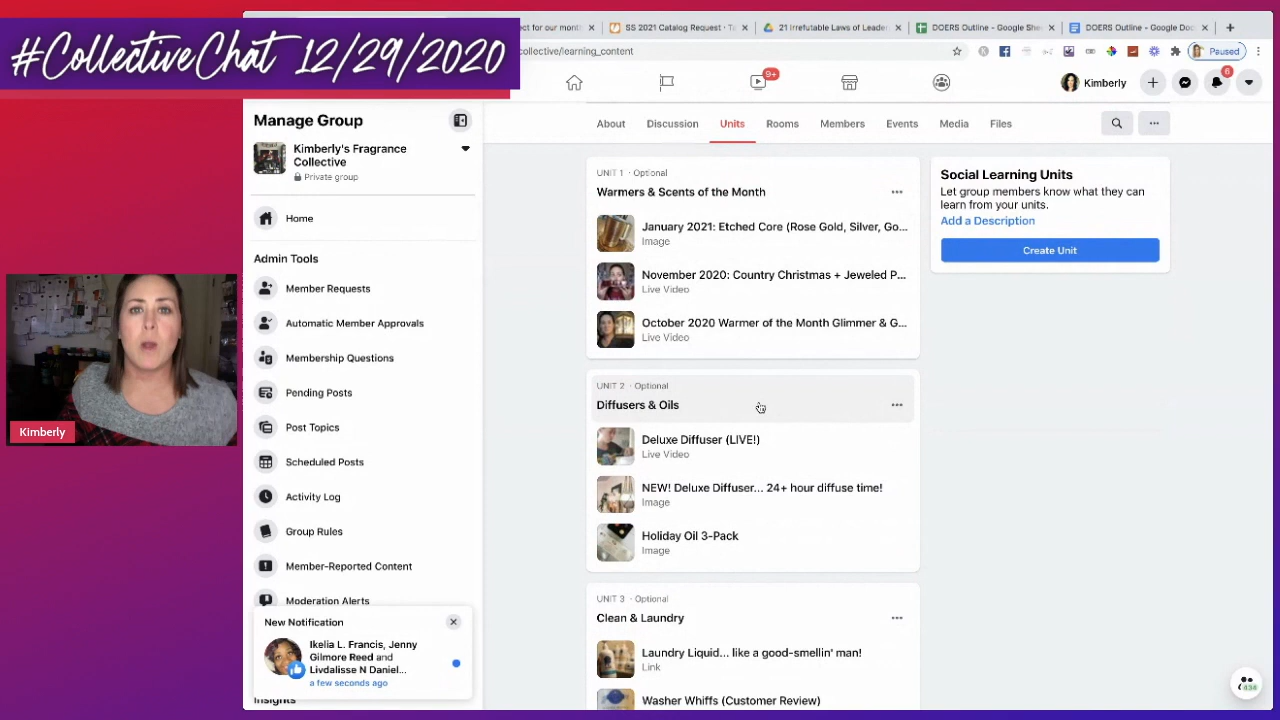 #CollectiveChat 12/29/2020
ect for our month
SS 2021 Catalog Request - G
21 Irrefutable Laws of Leaders
DOERS Outline - Google She
DOERS Outline - Google Doc
collective/learning_content
Paused
9+
Kimberly
6
Manage Group
Kimberly's Fragrance
Collective
Private group
Home
Admin Tools
Member Requests
Automatic Member Approvals
Membership Questions
Pending Posts
Post Topics
Scheduled Posts
Activity Log
Group Rules
Member-Reported Content
Moderation Alerts
New Notification
Ikelia L. Francis, Jenny
Gilmore Reed and
Livdalisse N Daniel...
a few seconds ago
Insights
About
Discussion
Units
Rooms
Members
Events
Media
Files
UNIT 1 · Optional
Warmers & Scents of the Month
January 2021: Etched Core (Rose Gold, Silver, Go...
Image
November 2020: Country Christmas + Jeweled P...
Live Video
October 2020 Warmer of the Month Glimmer & G...
Live Video
UNIT 2 · Optional
Diffusers & Oils
Deluxe Diffuser (LIVE!)
Live Video
NEW! Deluxe Diffuser... 24+ hour diffuse time!
Image
Holiday Oil 3-Pack
Image
UNIT 3 · Optional
Clean & Laundry
Laundry Liquid... like a good-smellin' man!
Link
Washer Whiffs (Customer Review)
Social Learning Units
Let group members know what they can
learn from your units.
Add a Description
Create Unit
434
Kimberly